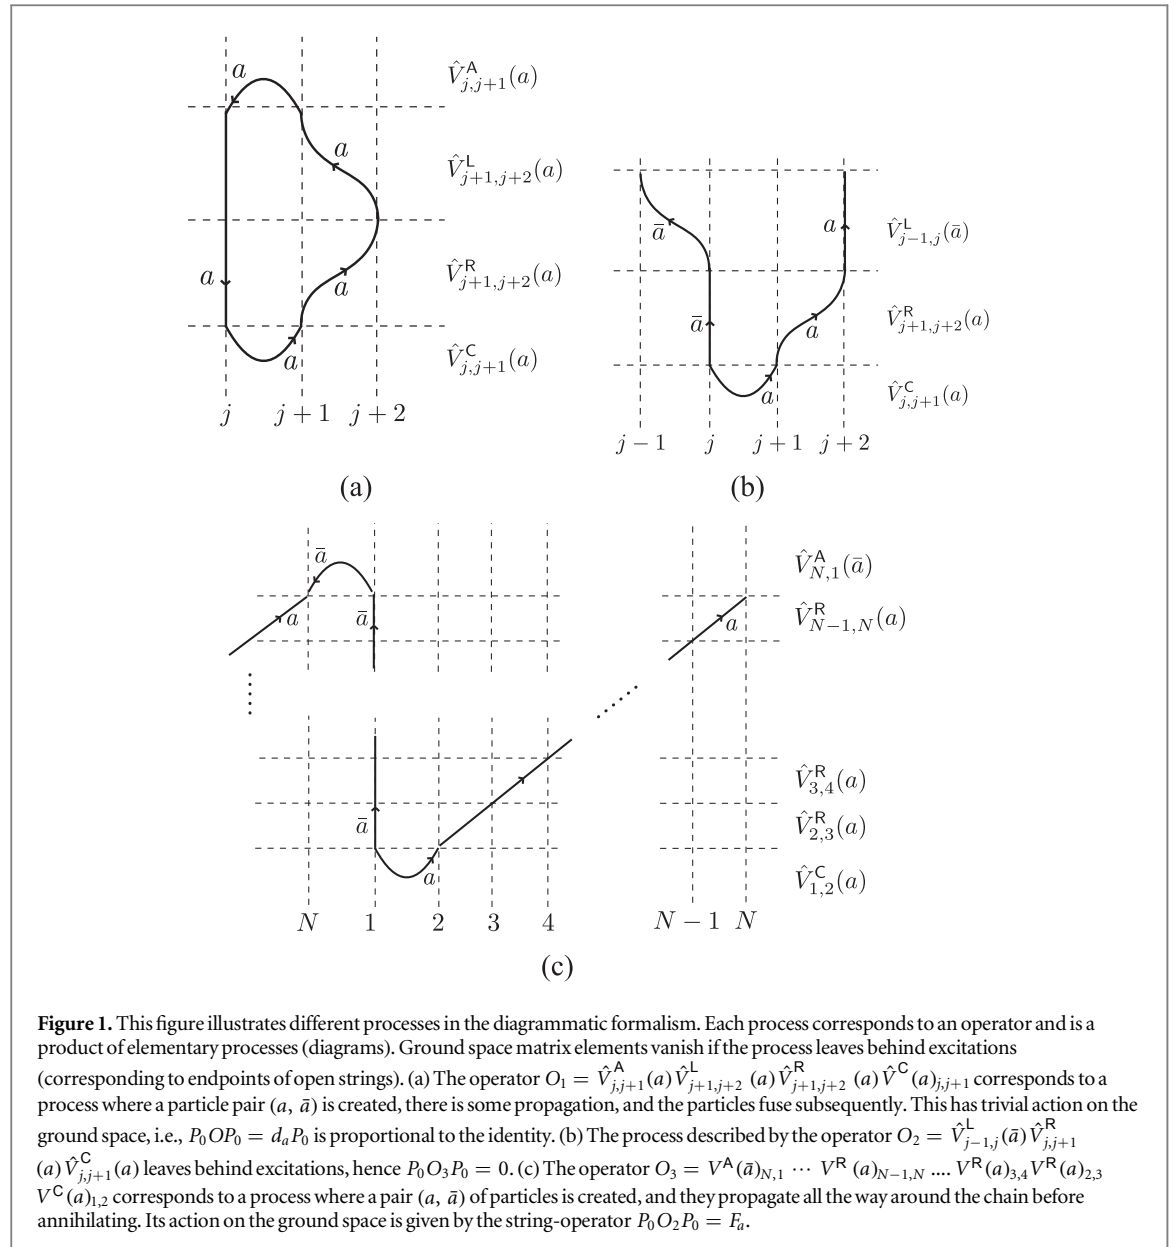 a
V̂^A_{j,j+1}(a)
a
V̂^L_{j+1,j+2}(a)
a
V̂^R_{j+1,j+2}(a)
a
a
V̂^C_{j,j+1}(a)
j j + 1 j + 2
(a)
a
V̂^L_{j−1,j}(ā)
ā
ā
V̂^R_{j+1,j+2}(a)
a
a
V̂^C_{j,j+1}(a)
j − 1 j j + 1 j + 2
(b)
ā
V̂^A_{N,1}(ā)
a ā a
V̂^R_{N−1,N}(a)
V̂^R_{3,4}(a)
ā
V̂^R_{2,3}(a)
a
V̂^C_{1,2}(a)
N 1 2 3 4 N − 1 N
(c)
Figure 1. This figure illustrates different processes in the diagrammatic formalism. Each process corresponds to an operator and is a
product of elementary processes (diagrams). Ground space matrix elements vanish if the process leaves behind excitations
(corresponding to endpoints of open strings). (a) The operator O_1 = V̂^A_{j,j+1}(a) V̂^L_{j+1,j+2} (a) V̂^R_{j+1,j+2} (a) V̂^C(a)_{j,j+1} corresponds to a
process where a particle pair (a, ā) is created, there is some propagation, and the particles fuse subsequently. This has trivial action on the
ground space, i.e., P_0OP_0 = d_aP_0 is proportional to the identity. (b) The process described by the operator O_2 = V̂^L_{j−1,j}(ā) V̂^R_{j,j+1}
(a) V̂^C_{j,j+1}(a) leaves behind excitations, hence P_0O_3P_0 = 0. (c) The operator O_3 = V^A(ā)_{N,1} ⋯ V^R (a)_{N−1,N} .... V^R(a)_{3,4}V^R(a)_{2,3}
V^C(a)_{1,2} corresponds to a process where a pair (a, ā) of particles is created, and they propagate all the way around the chain before
annihilating. Its action on the ground space is given by the string-operator P_0O_2P_0 = F_a.